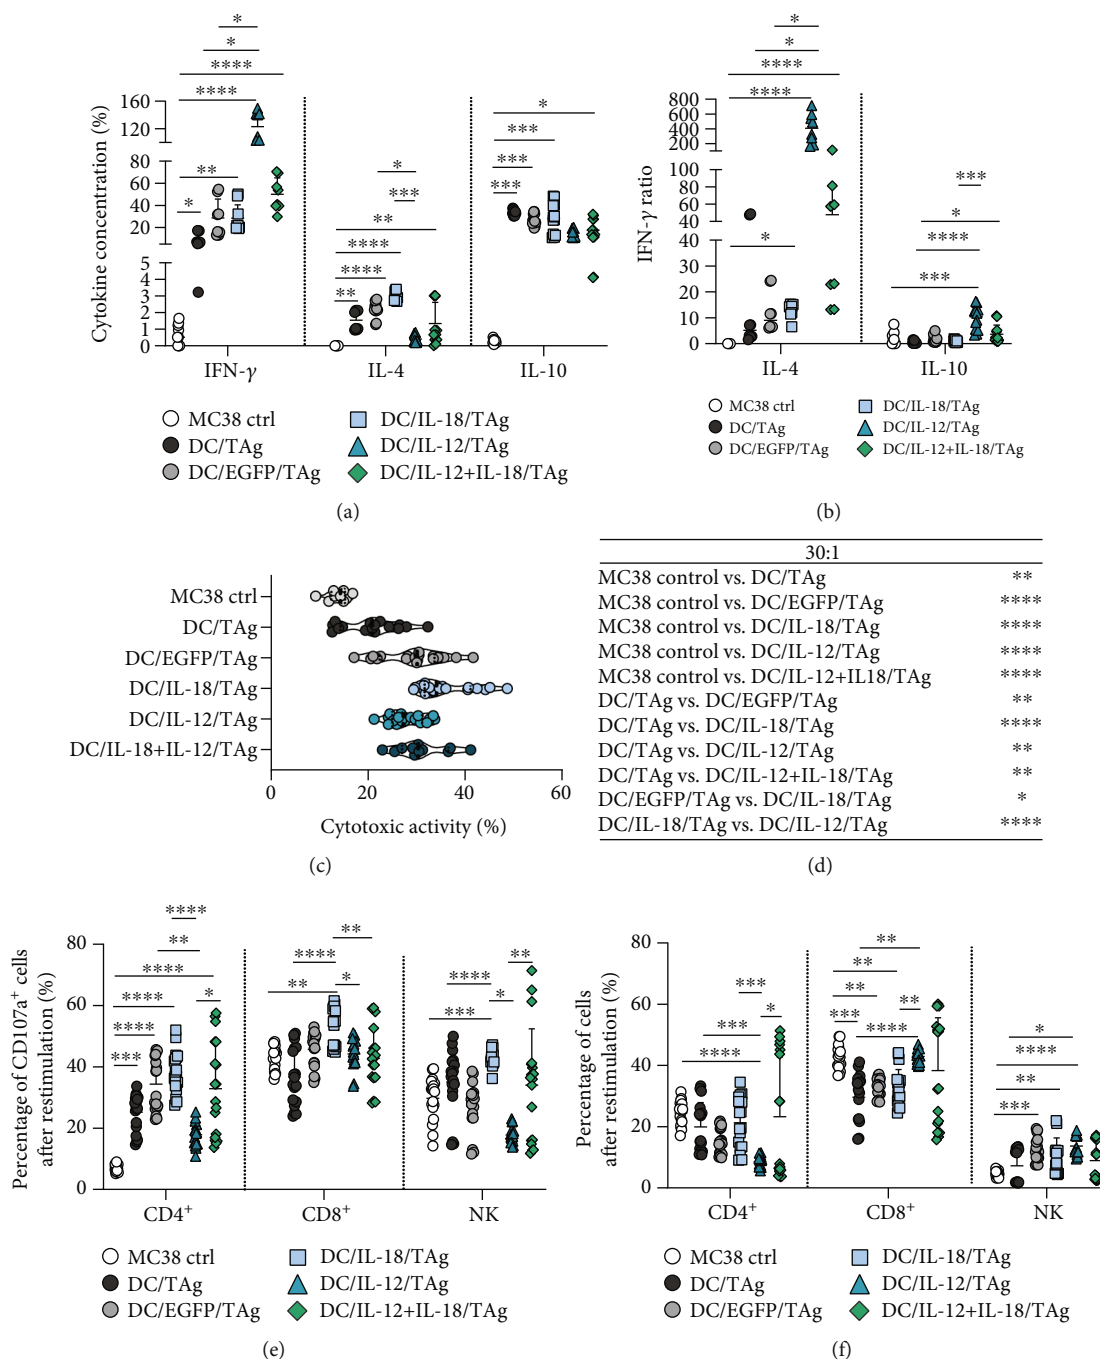 * 
*
****
****
**
*
*
***
**
****
****
**
*
***
***
***
Cytokine concentration (%)
160
120
80
60
40
20
5
4
3
2
1
0
IFN-γ
IL-4
IL-10
MC38 ctrl
DC/TAg
DC/EGFP/TAg
DC/IL-18/TAg
DC/IL-12/TAg
DC/IL-12+IL-18/TAg
(a)
*
*
****
****
*
***
*
****
***
IFN-γ ratio
800
600
400
200
100
80
60
40
30
20
10
0
IL-4
IL-10
MC38 ctrl
DC/TAg
DC/EGFP/TAg
DC/IL-18/TAg
DC/IL-12/TAg
DC/IL-12+IL-18/TAg
(b)
MC38 ctrl
DC/TAg
DC/EGFP/TAg
DC/IL-18/TAg
DC/IL-12/TAg
DC/IL-18+IL-12/TAg
0 20 40 60
Cytotoxic activity (%)
(c)
30:1
MC38 control vs. DC/TAg **
MC38 control vs. DC/EGFP/TAg ****
MC38 control vs. DC/IL-18/TAg ****
MC38 control vs. DC/IL-12/TAg ****
MC38 control vs. DC/IL-12+IL18/TAg ****
DC/TAg vs. DC/EGFP/TAg **
DC/TAg vs. DC/IL-18/TAg ****
DC/TAg vs. DC/IL-12/TAg **
DC/TAg vs. DC/IL-12+IL-18/TAg **
DC/EGFP/TAg vs. DC/IL-18/TAg *
DC/IL-18/TAg vs. DC/IL-12/TAg ****
(d)
****
**
****
****
*
****
***
**
****
**
*
****
**
***
*
Percentage of CD107a⁺ cells
after restimulation (%)
80
60
40
20
0
CD4⁺
CD8⁺
NK
MC38 ctrl
DC/TAg
DC/EGFP/TAg
DC/IL-18/TAg
DC/IL-12/TAg
DC/IL-12+IL-18/TAg
(e)
***
*
***
****
**
**
**
**
***
****
*
****
**
***
Percentage of cells
after restimulation (%)
80
60
40
20
0
CD4⁺
CD8⁺
NK
MC38 ctrl
DC/TAg
DC/EGFP/TAg
DC/IL-18/TAg
DC/IL-12/TAg
DC/IL-12+IL-18/TAg
(f)